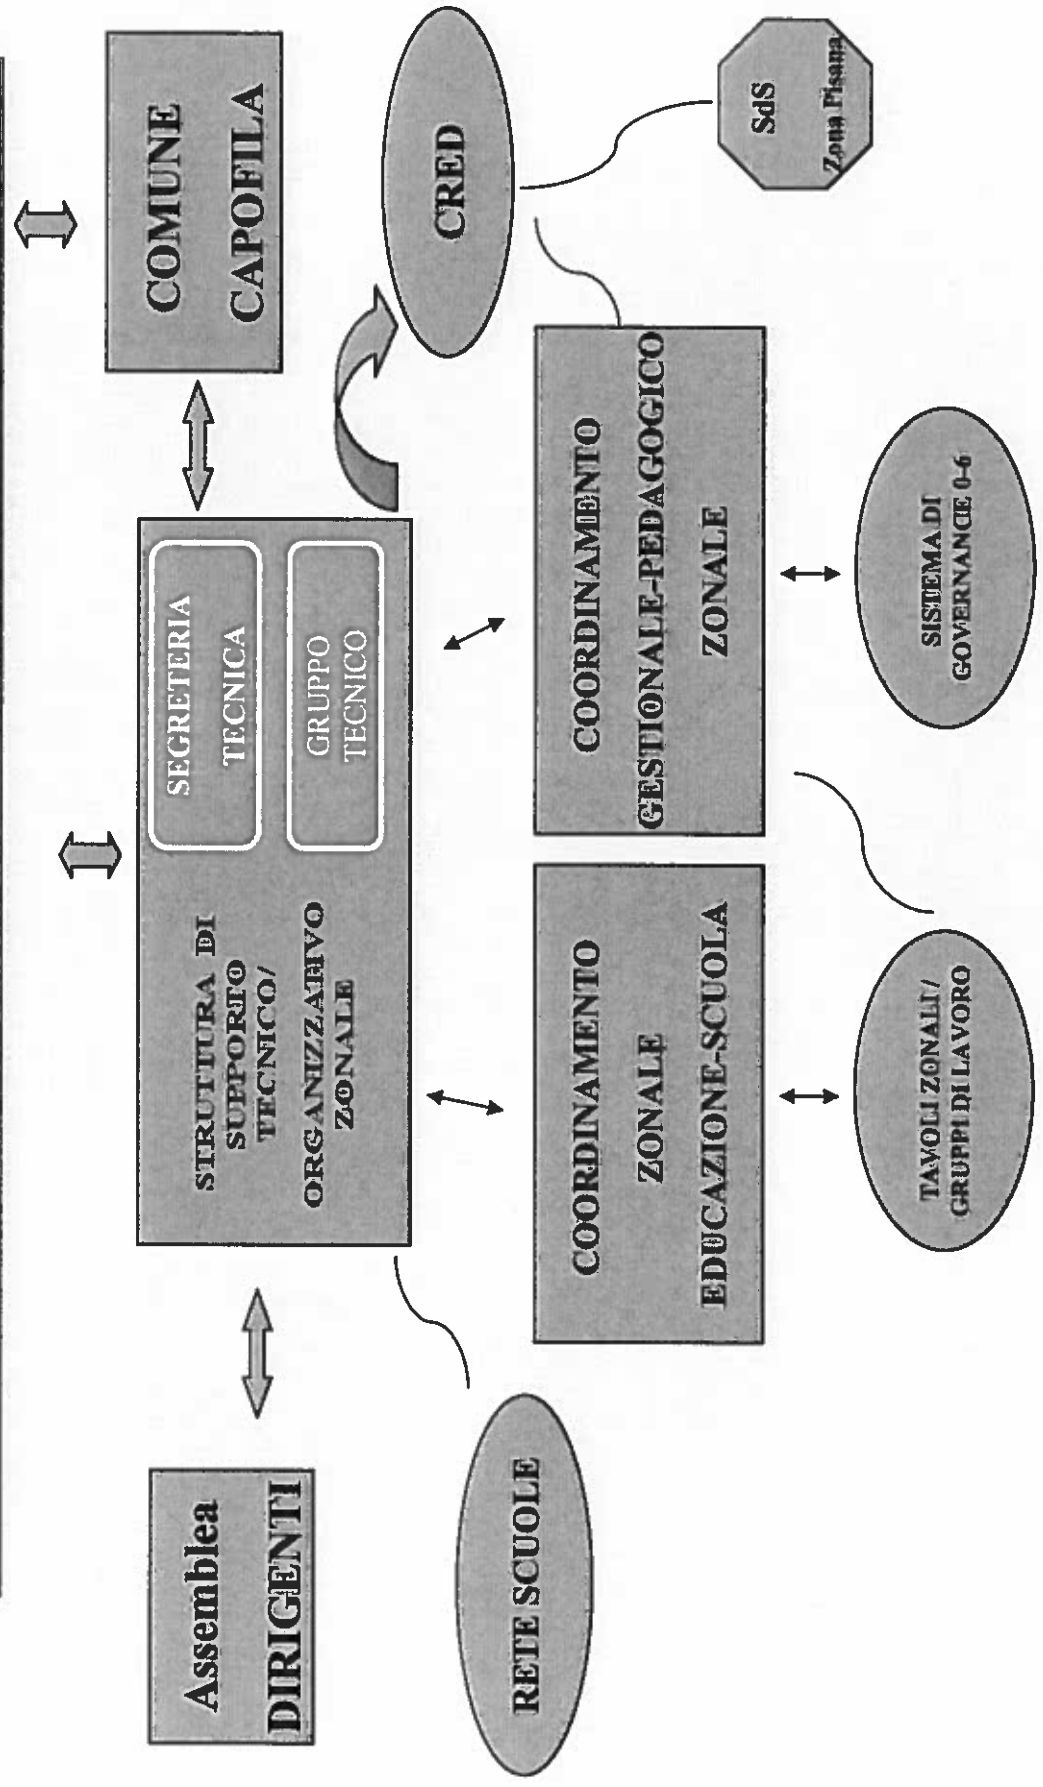 COMUNE
CAPOFILA
SEGRETERIA
TECNICA
GRUPPO
TECNICO
STRUTTURA DI
SUPPORTO
TECNICO/
ORGANIZZATIVO
ZONALE
Assemblea
DIRIGENTI
CRED
RETE SCUOLE
COORDINAMENTO
ZONALE
EDUCAZIONE-SCUOLA
COORDINAMENTO
GESTIONALE-PEDAGOGICO
ZONALE
SdS
Zona Pisana
TAVOLI ZONALI /
GRUPPI DI LAVORO
SISTEMA DI
GOVERNANCE 0-6